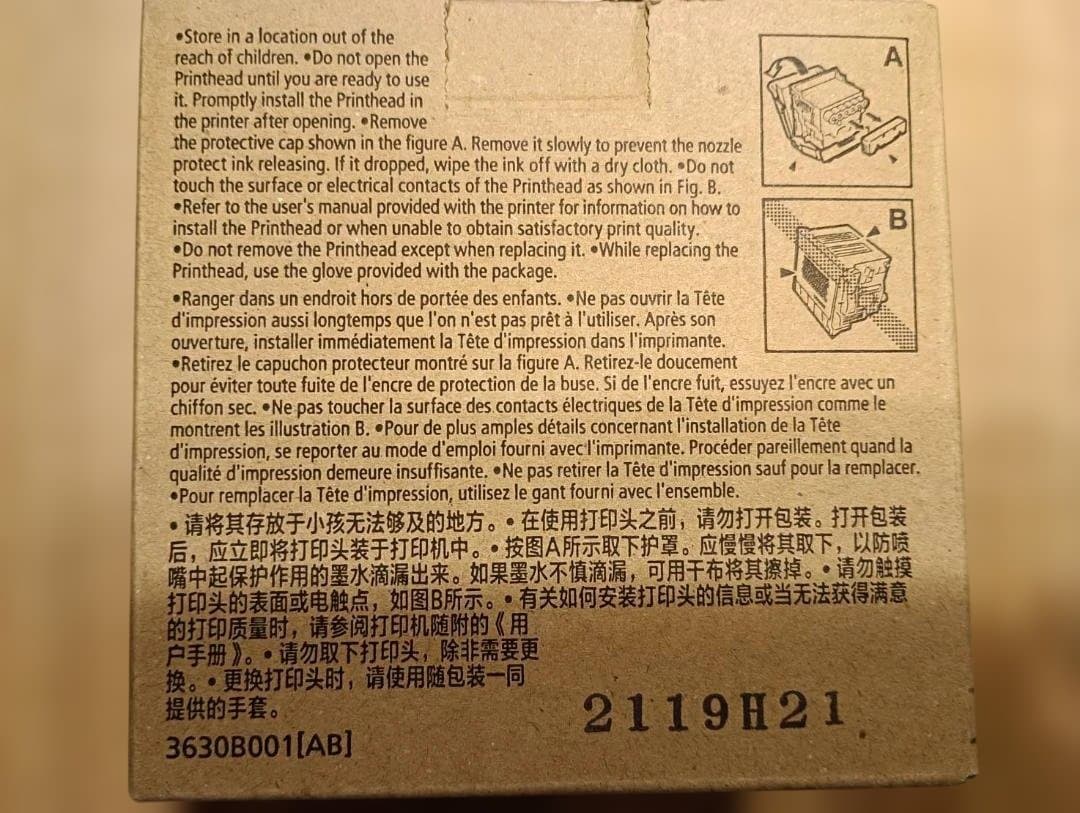 •Store in a location out of the
reach of children. •Do not open the
Printhead until you are ready to use
it. Promptly install the Printhead in
the printer after opening. •Remove
the protective cap shown in the figure A. Remove it slowly to prevent the nozzle
protect ink releasing. If it dropped, wipe the ink off with a dry cloth. •Do not
touch the surface or electrical contacts of the Printhead as shown in Fig. B.
•Refer to the user's manual provided with the printer for information on how to
install the Printhead or when unable to obtain satisfactory print quality.
•Do not remove the Printhead except when replacing it. •While replacing the
Printhead, use the glove provided with the package.
A
B
•Ranger dans un endroit hors de portée des enfants. •Ne pas ouvrir la Tête
d'impression aussi longtemps que l'on n'est pas prêt à l'utiliser. Après son
ouverture, installer immédiatement la Tête d'impression dans l'imprimante.
•Retirez le capuchon protecteur montré sur la figure A. Retirez-le doucement
pour éviter toute fuite de l'encre de protection de la buse. Si de l'encre fuit, essuyez l'encre avec un
chiffon sec. •Ne pas toucher la surface des contacts électriques de la Tête d'impression comme le
montrent les illustration B. •Pour de plus amples détails concernant l'installation de la Tête
d'impression, se reporter au mode d'emploi fourni avec l'imprimante. Procéder pareillement quand la
qualité d'impression demeure insuffisante. •Ne pas retirer la Tête d'impression sauf pour la remplacer.
•Pour remplacer la Tête d'impression, utilisez le gant fourni avec l'ensemble.
•请将其存放于小孩无法够及的地方。•在使用打印头之前，请勿打开包装。打开包装
后，应立即将打印头装于打印机中。•按图A所示取下护罩。应慢慢将其取下，以防喷
嘴中起保护作用的墨水滴漏出来。如果墨水不慎滴漏，可用干布将其擦掉。•请勿触摸
打印头的表面或电触点，如图B所示。•有关如何安装打印头的信息或当无法获得满意
的打印质量时，请参阅打印机随附的《用
户手册》。•请勿取下打印头，除非需要更
换。•更换打印头时，请使用随包装一同
提供的手套。
2119H21
3630B001[AB]